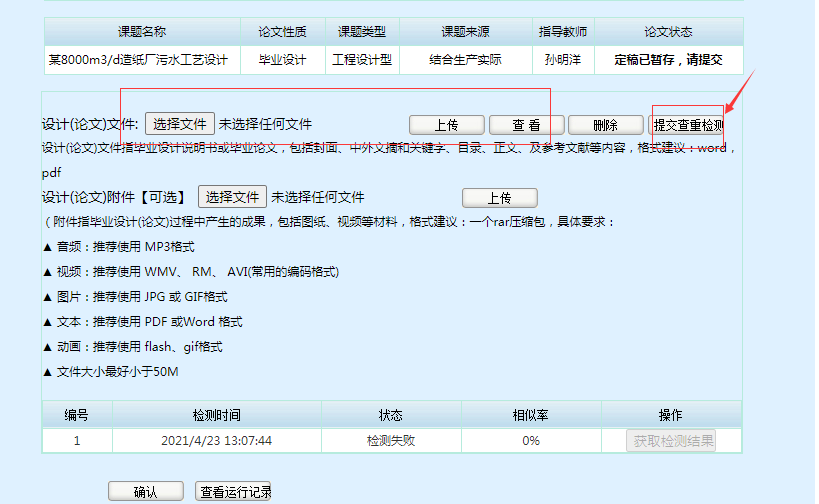 课题名称 论文性质 课题类型 课题来源 指导教师 论文状态
某8000m3/d造纸厂污水工艺设计 毕业设计 工程设计型 结合生产实际 孙明洋 定稿已暂存，请提交
设计(论文)文件: 选择文件 未选择任何文件 上传 查 看 删除 提交查重检测
设计(论文)文件指毕业设计说明书或毕业论文，包括封面、中外文摘和关键字、目录、正文、及参考文献等内容，格式建议：word，
pdf
设计(论文)附件【可选】 选择文件 未选择任何文件 上传
（附件指毕业设计(论文)过程中产生的成果，包括图纸、视频等材料，格式建议：一个rar压缩包，具体要求：
▲ 音频：推荐使用 MP3格式
▲ 视频：推荐使用 WMV、 RM、 AVI(常用的编码格式)
▲ 图片：推荐使用 JPG 或 GIF格式
▲ 文本：推荐使用 PDF 或Word 格式
▲ 动画：推荐使用 flash、gif格式
▲ 文件大小最好小于50M
编号 检测时间 状态 相似率 操作
1 2021/4/23 13:07:44 检测失败 0% 获取检测结果
确认 查看运行记录